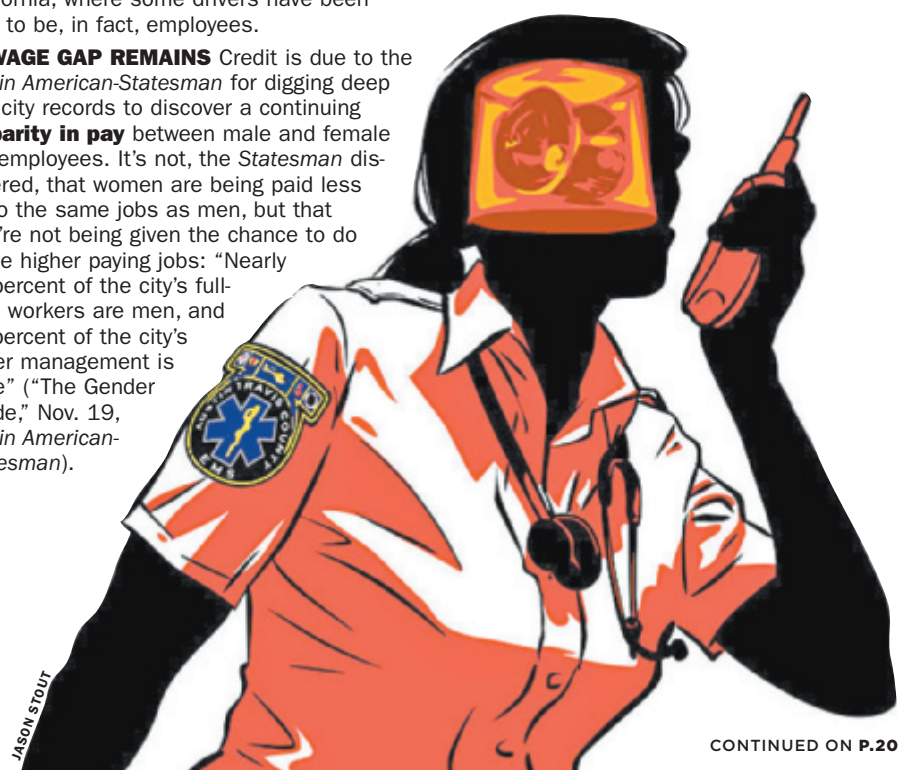 ornia, where some drivers have been
to be, in fact, employees.
WAGE GAP REMAINS Credit is due to the
in American-Statesman for digging deep
city records to discover a continuing
parity in pay between male and female
employees. It's not, the Statesman dis-
ered, that women are being paid less
o the same jobs as men, but that
're not being given the chance to do
e higher paying jobs: “Nearly
percent of the city's full-
workers are men, and
percent of the city's
er management is
e” (“The Gender
de,” Nov. 19,
in American-
esman).
AUSTIN TRAVIS COUNTY
EMS
JASON STOUT
CONTINUED ON P.20